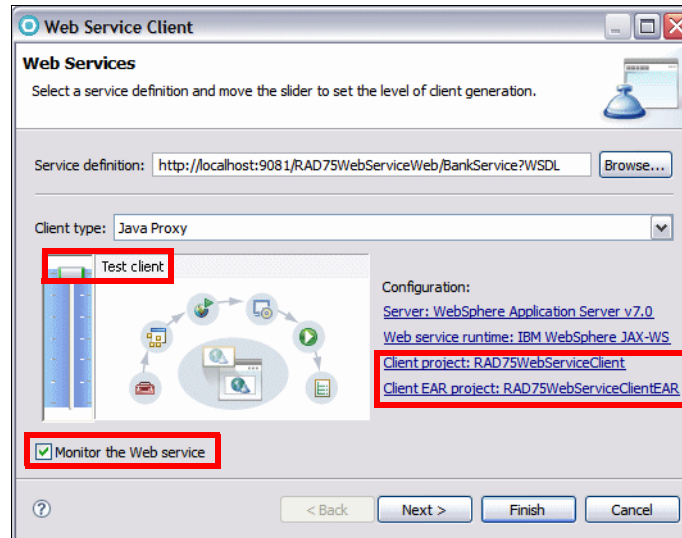 Web Service Client
Web Services
Select a service definition and move the slider to set the level of client generation.
Service definition: http://localhost:9081/RAD75WebServiceWeb/BankService?WSDL Browse...
Client type: Java Proxy
Test client
Configuration:
Server: WebSphere Application Server v7.0
Web service runtime: IBM WebSphere JAX-WS
Client project: RAD75WebServiceClient
Client EAR project: RAD75WebServiceClientEAR
Monitor the Web service
? < Back Next > Finish Cancel